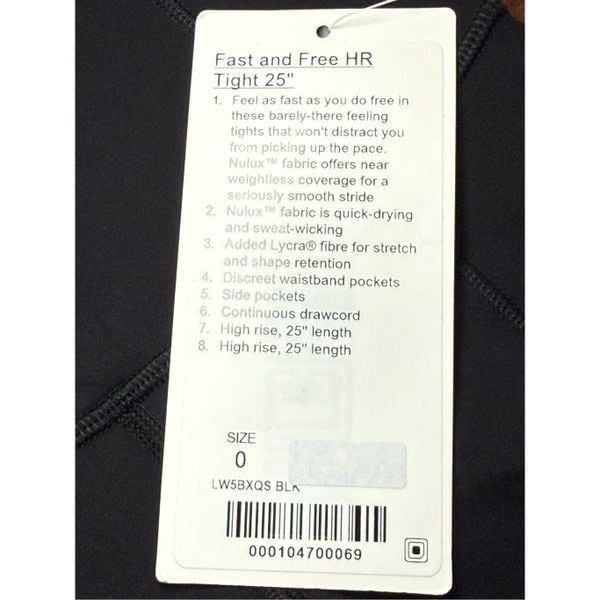 Fast and Free HR
Tight 25"
1. Feel as fast as you do free in
these barely-there feeling
tights that won't distract you
from picking up the pace.
Nulux™ fabric offers near
weightless coverage for a
seriously smooth stride
2. Nulux™ fabric is quick-drying
and sweat-wicking
3. Added Lycra® fibre for stretch
and shape retention
4. Discreet waistband pockets
5. Side pockets
6. Continuous drawcord
7. High rise, 25" length
8. High rise, 25" length
SIZE
0
LW5BXQS BLK
000104700069